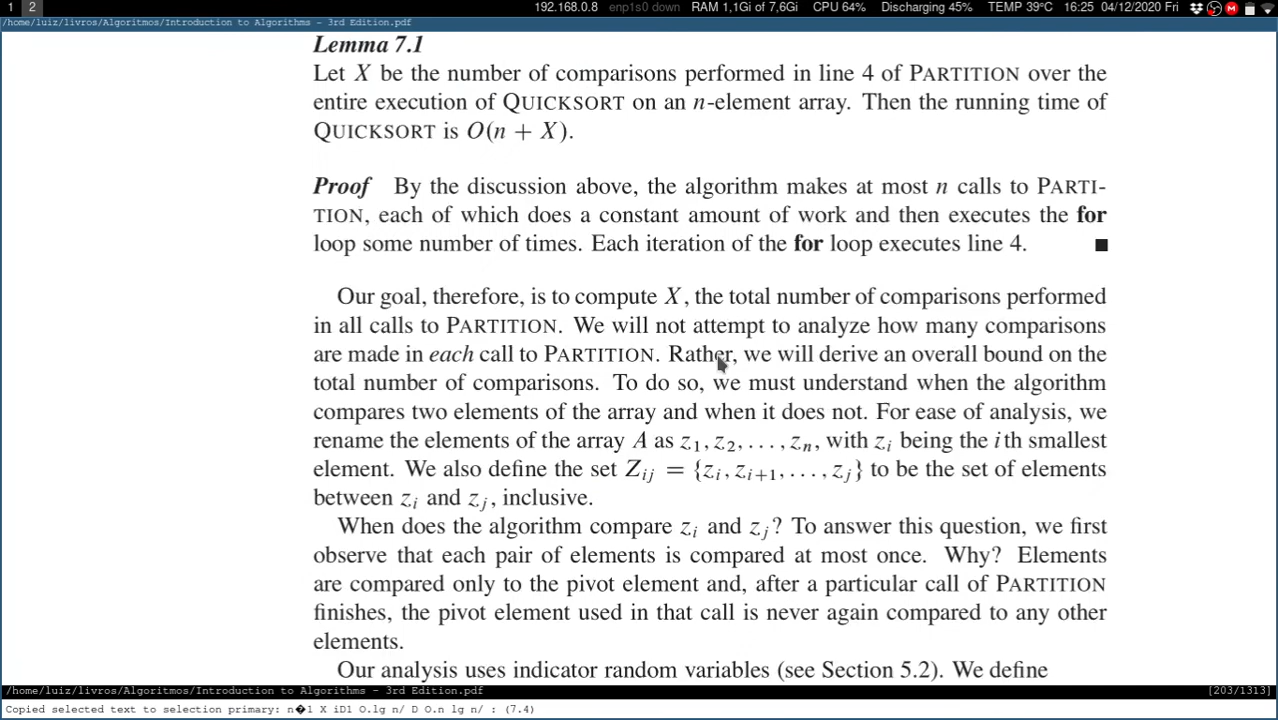 1 2 192.168.0.8 enp1s0 down RAM 1,1Gi of 7,6Gi CPU 64% Discharging 45% TEMP 39°C 16:25 04/12/2020 Fri
/home/luiz/livros/Algoritmos/Introduction to Algorithms - 3rd Edition.pdf
Lemma 7.1
Let X be the number of comparisons performed in line 4 of PARTITION over the
entire execution of QUICKSORT on an n-element array. Then the running time of
QUICKSORT is O(n + X).
Proof By the discussion above, the algorithm makes at most n calls to PARTI-
TION, each of which does a constant amount of work and then executes the for
loop some number of times. Each iteration of the for loop executes line 4. ■
Our goal, therefore, is to compute X, the total number of comparisons performed
in all calls to PARTITION. We will not attempt to analyze how many comparisons
are made in each call to PARTITION. Rather, we will derive an overall bound on the
total number of comparisons. To do so, we must understand when the algorithm
compares two elements of the array and when it does not. For ease of analysis, we
rename the elements of the array A as z₁, z₂, . . . , zₙ, with zᵢ being the ith smallest
element. We also define the set Zᵢⱼ = {zᵢ, zᵢ₊₁, . . . , zⱼ} to be the set of elements
between zᵢ and zⱼ, inclusive.
When does the algorithm compare zᵢ and zⱼ? To answer this question, we first
observe that each pair of elements is compared at most once. Why? Elements
are compared only to the pivot element and, after a particular call of PARTITION
finishes, the pivot element used in that call is never again compared to any other
elements.
Our analysis uses indicator random variables (see Section 5.2). We define
/home/luiz/livros/Algoritmos/Introduction to Algorithms - 3rd Edition.pdf [203/1313]
Copied selected text to selection primary: n�1 X iD1 O.lg n/ D O.n lg n/ : (7.4)